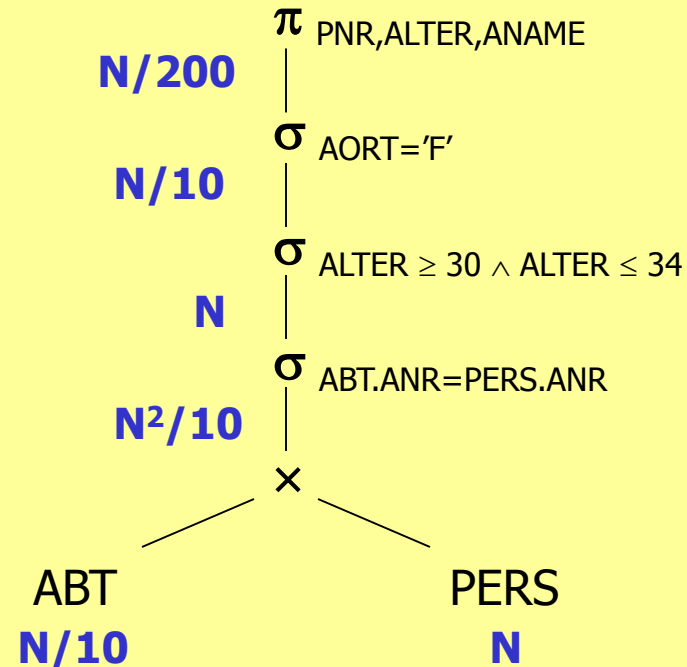 π PNR,ALTER,ANAME
N/200
σ AORT='F'
N/10
σ ALTER ≥ 30 ∧ ALTER ≤ 34
N
σ ABT.ANR=PERS.ANR
N²/10
×
ABT PERS
N/10 N